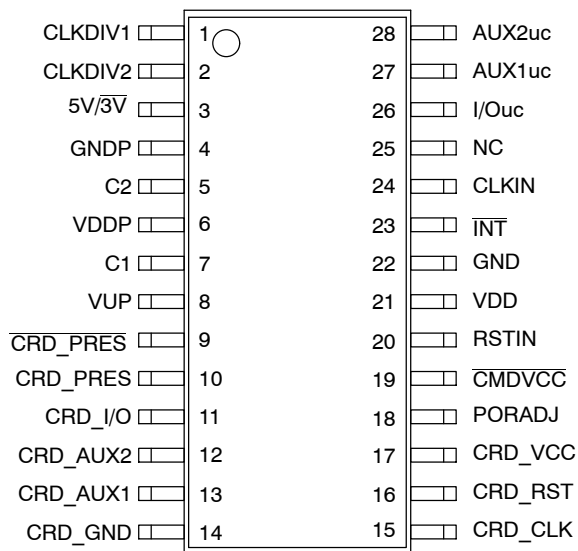 CLKDIV1 1 28 AUX2uc
CLKDIV2 2 27 AUX1uc
5V/3V 3 26 I/Ouc
GNDP 4 25 NC
C2 5 24 CLKIN
VDDP 6 23 INT
C1 7 22 GND
VUP 8 21 VDD
CRD_PRES 9 20 RSTIN
CRD_PRES 10 19 CMDVCC
CRD_I/O 11 18 PORADJ
CRD_AUX2 12 17 CRD_VCC
CRD_AUX1 13 16 CRD_RST
CRD_GND 14 15 CRD_CLK